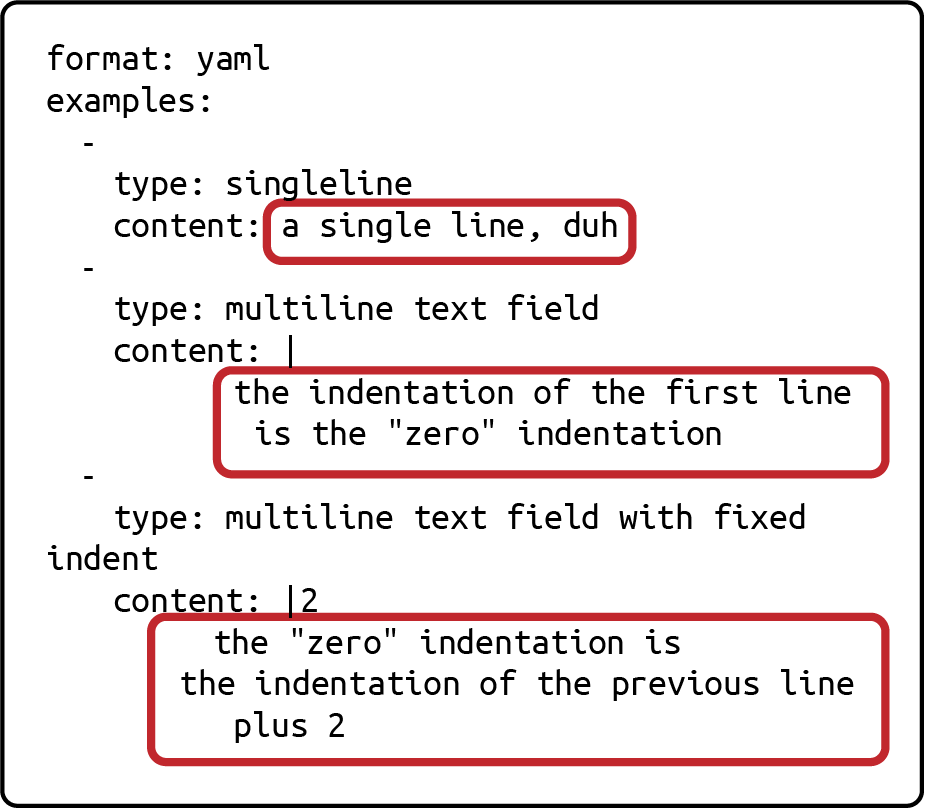 format: yaml
examples:
  -
    type: singleline
    content: a single line, duh
  -
    type: multiline text field
    content: |
          the indentation of the first line
           is the "zero" indentation
  -
    type: multiline text field with fixed
indent
    content: |2
         the "zero" indentation is
       the indentation of the previous line
          plus 2